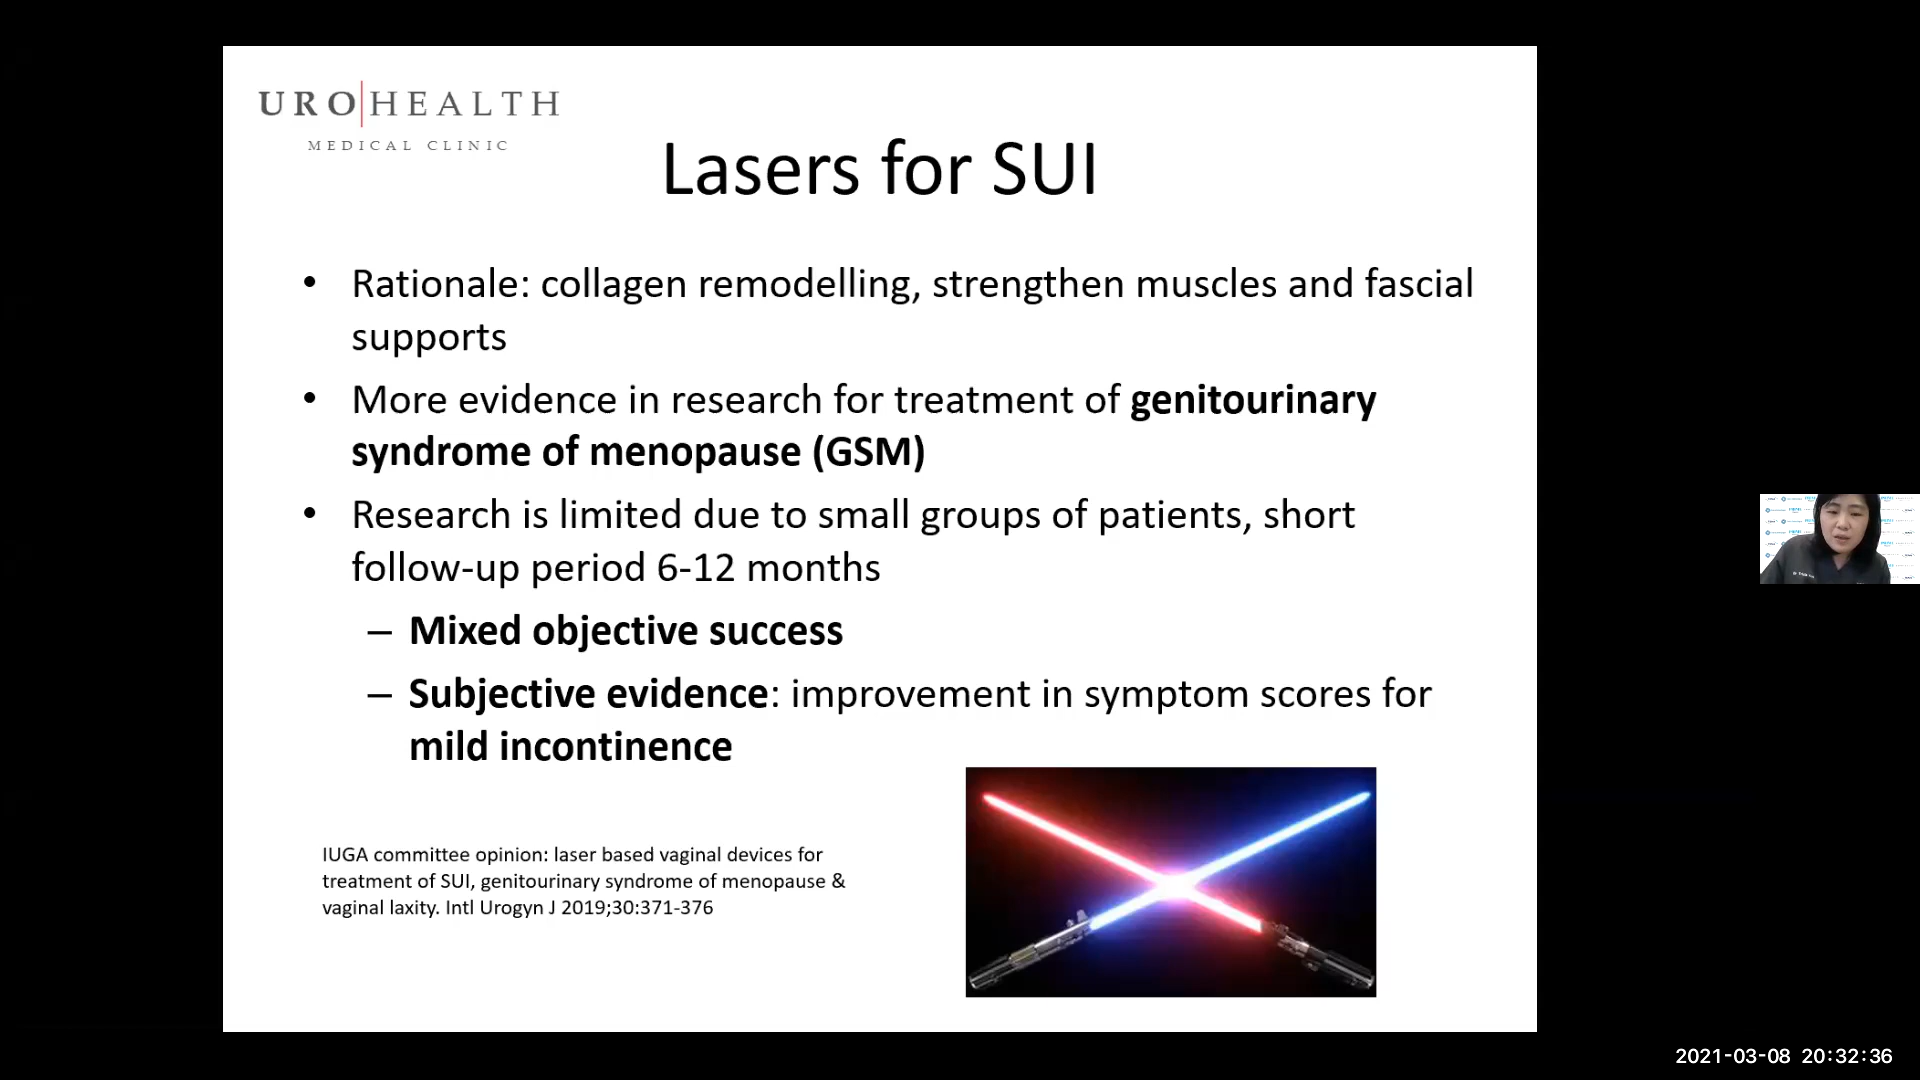 URO|HEALTH
MEDICAL CLINIC
Lasers for SUI
• Rationale: collagen remodelling, strengthen muscles and fascial
supports
• More evidence in research for treatment of genitourinary
syndrome of menopause (GSM)
• Research is limited due to small groups of patients, short
follow-up period 6-12 months
– Mixed objective success
– Subjective evidence: improvement in symptom scores for
mild incontinence
IUGA committee opinion: laser based vaginal devices for
treatment of SUI, genitourinary syndrome of menopause &
vaginal laxity. Intl Urogyn J 2019;30:371-376
2021-03-08 20:32:36